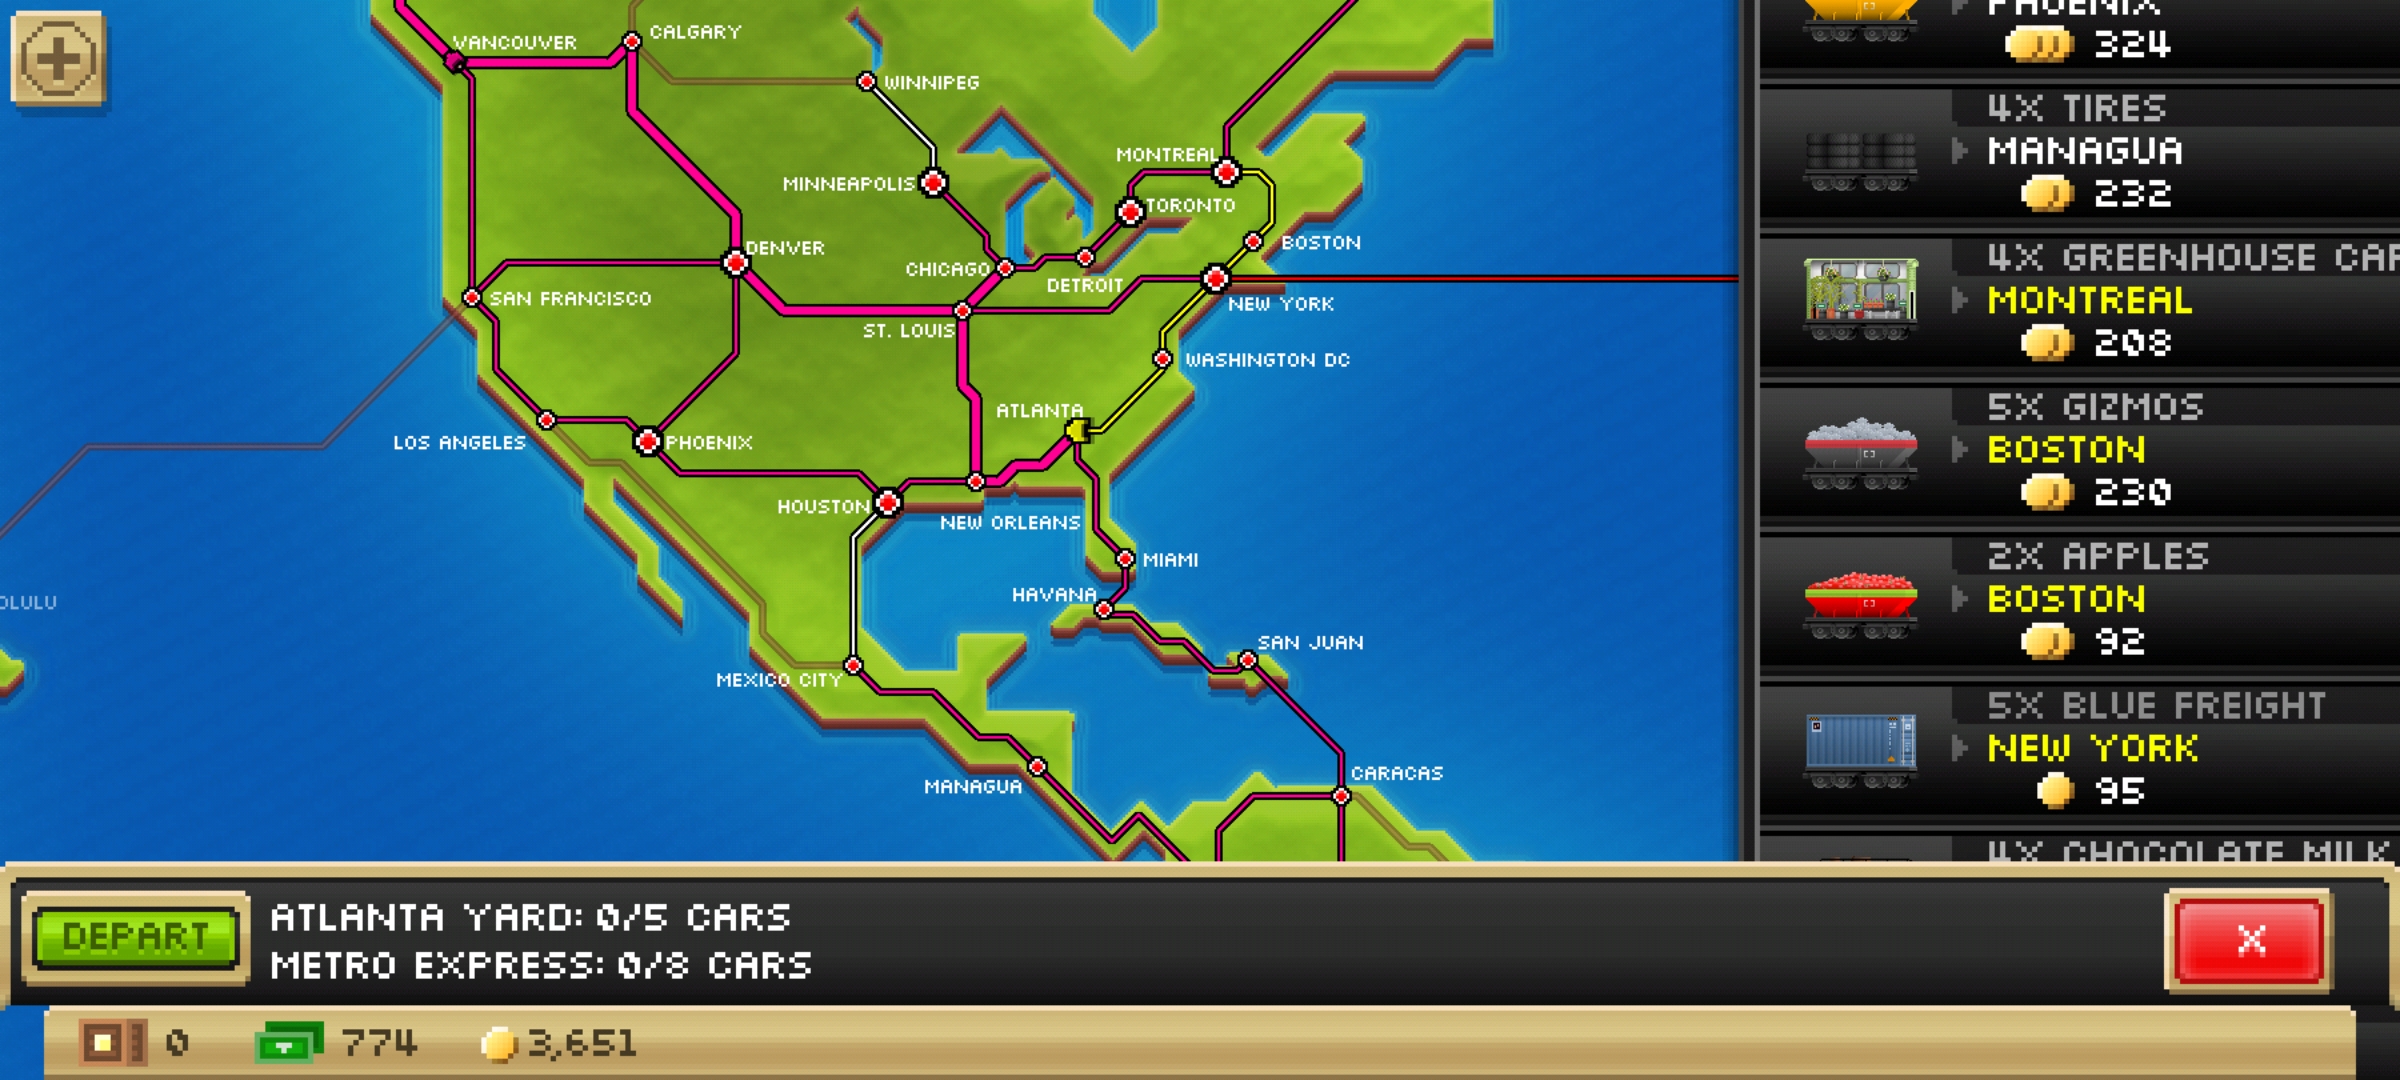 VANCOUVER
CALGARY
WINNIPEG
MINNEAPOLIS
MONTREAL
TORONTO
BOSTON
DENVER
CHICAGO
DETROIT
SAN FRANCISCO
NEW YORK
ST. LOUIS
WASHINGTON DC
ATLANTA
LOS ANGELES
PHOENIX
HOUSTON
NEW ORLEANS
MIAMI
HAVANA
OLULU
SAN JUAN
MEXICO CITY
MANAGUA
CARACAS
PHOENIX
324
4X TIRES
MANAGUA
232
4X GREENHOUSE CAR
MONTREAL
208
5X GIZMOS
BOSTON
230
2X APPLES
BOSTON
92
5X BLUE FREIGHT
NEW YORK
95
4X CHOCOLATE MILK
DEPART
ATLANTA YARD: 0/5 CARS
METRO EXPRESS: 0/8 CARS
X
0
774
3,651